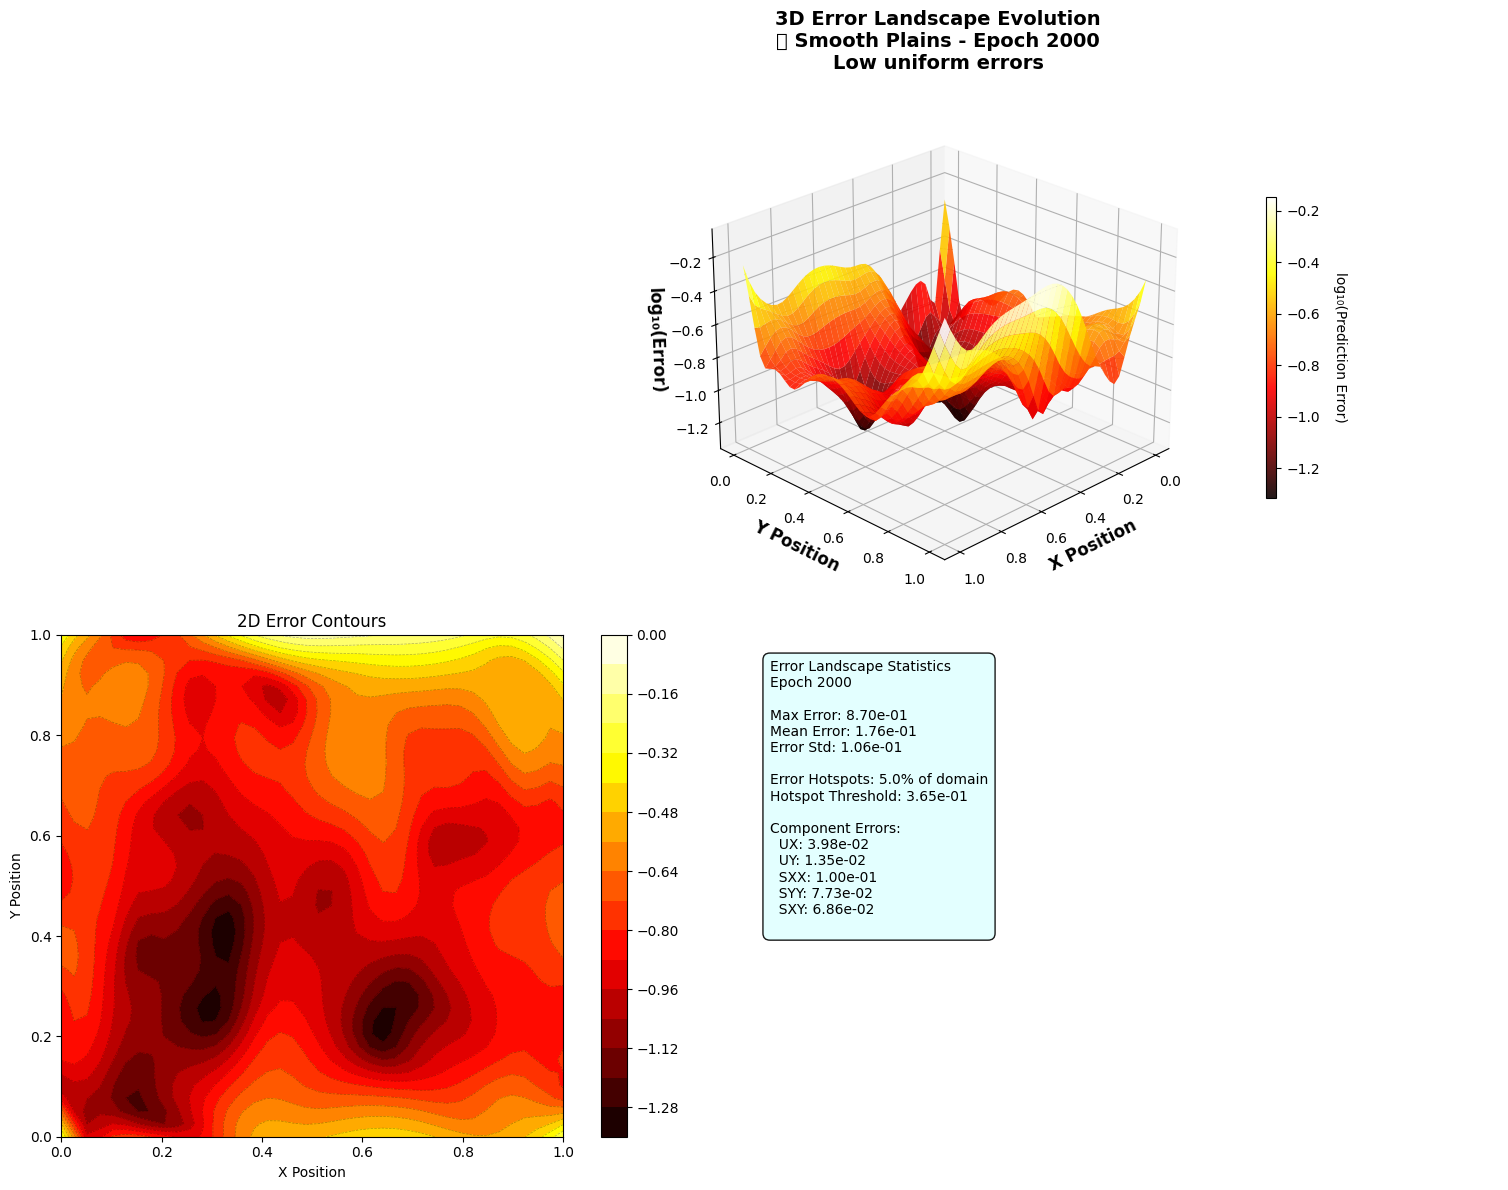 3D Error Landscape Evolution
▯ Smooth Plains - Epoch 2000
Low uniform errors
−0.2
−0.4
−0.6
−0.8
−1.0
−1.2
log₁₀(Error)
0.0
0.2
0.4
0.6
0.8
1.0
Y Position
0.0
0.2
0.4
0.6
0.8
1.0
X Position
−0.2
−0.4
−0.6
−0.8
−1.0
−1.2
log₁₀(Prediction Error)
2D Error Contours
1.0
0.8
0.6
0.4
0.2
0.0
Y Position
0.0
0.2
0.4
0.6
0.8
1.0
X Position
0.00
−0.16
−0.32
−0.48
−0.64
−0.80
−0.96
−1.12
−1.28
Error Landscape Statistics
Epoch 2000
Max Error: 8.70e-01
Mean Error: 1.76e-01
Error Std: 1.06e-01
Error Hotspots: 5.0% of domain
Hotspot Threshold: 3.65e-01
Component Errors:
UX: 3.98e-02
UY: 1.35e-02
SXX: 1.00e-01
SYY: 7.73e-02
SXY: 6.86e-02